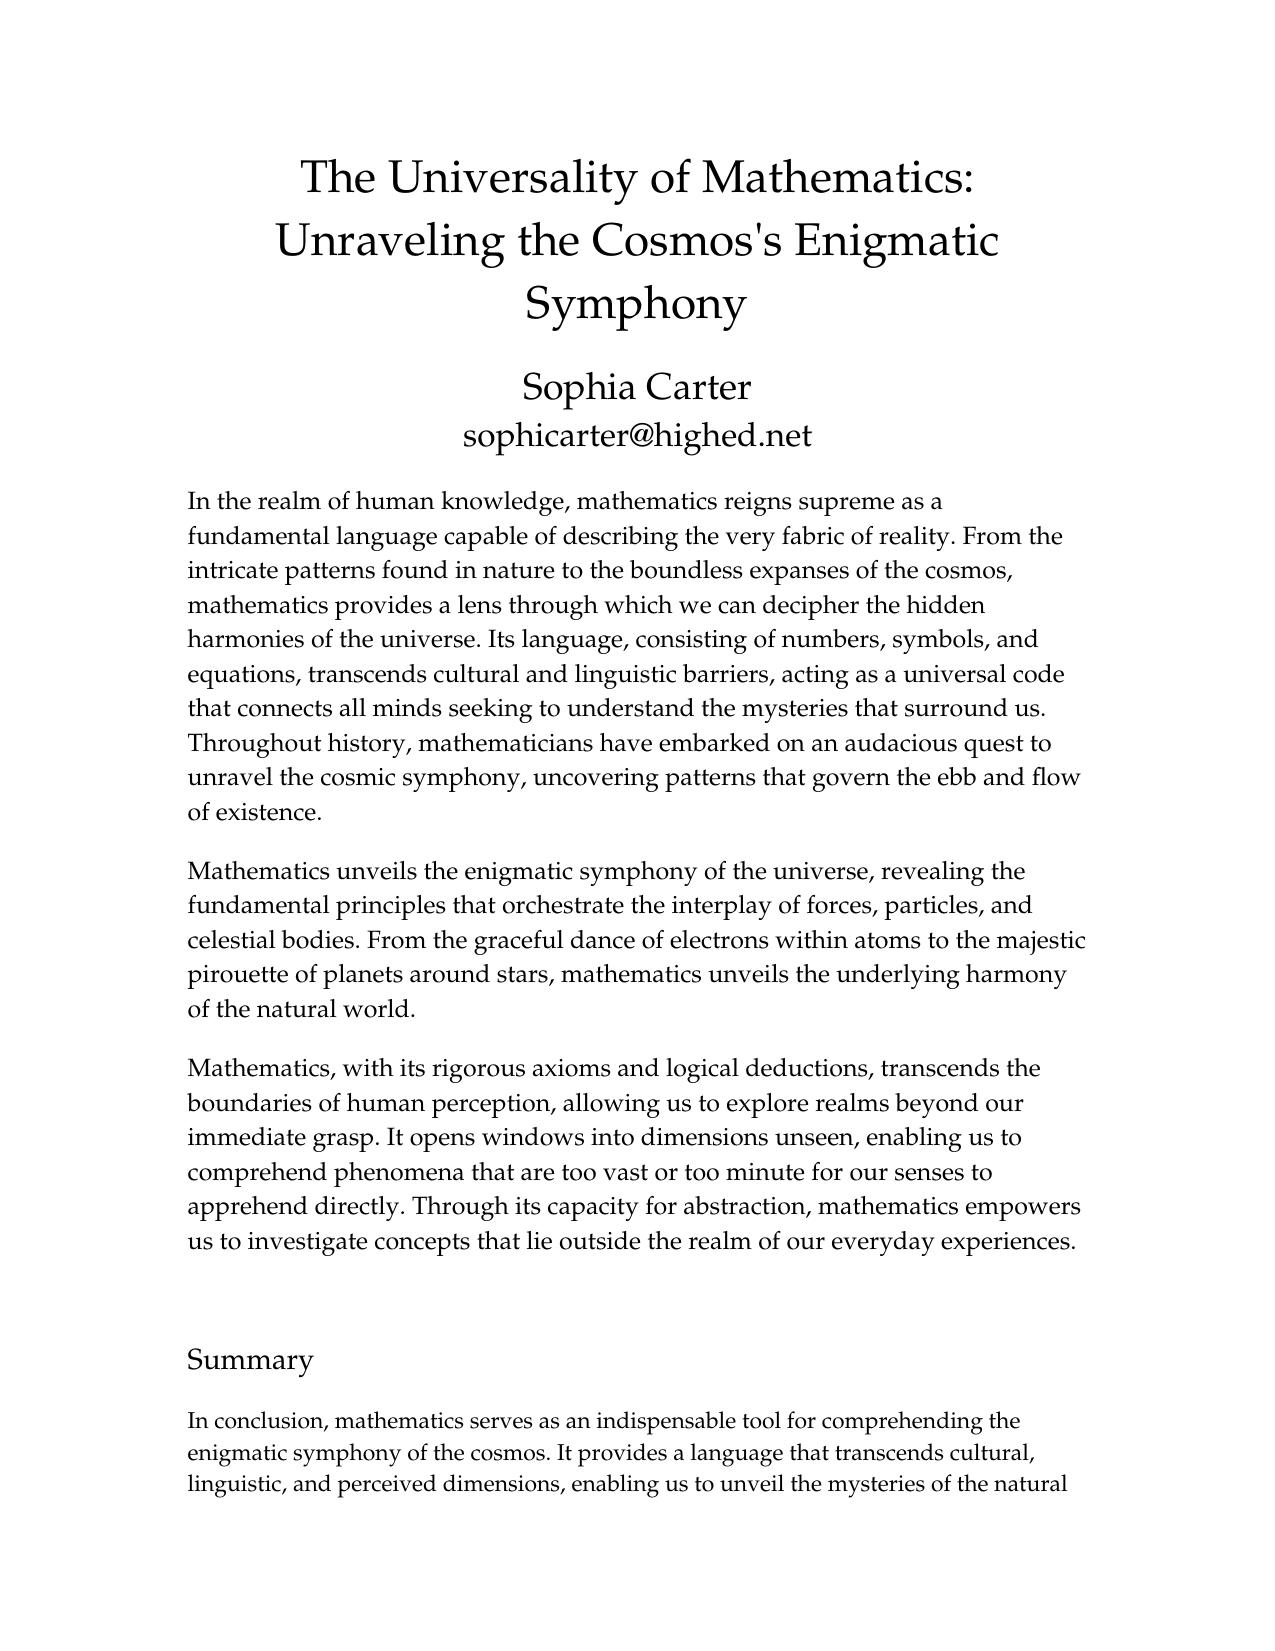 The Universality of Mathematics:
Unraveling the Cosmos's Enigmatic
Symphony
Sophia Carter
sophicarter@highed.net
In the realm of human knowledge, mathematics reigns supreme as a
fundamental language capable of describing the very fabric of reality. From the
intricate patterns found in nature to the boundless expanses of the cosmos,
mathematics provides a lens through which we can decipher the hidden
harmonies of the universe. Its language, consisting of numbers, symbols, and
equations, transcends cultural and linguistic barriers, acting as a universal code
that connects all minds seeking to understand the mysteries that surround us.
Throughout history, mathematicians have embarked on an audacious quest to
unravel the cosmic symphony, uncovering patterns that govern the ebb and flow
of existence.
Mathematics unveils the enigmatic symphony of the universe, revealing the
fundamental principles that orchestrate the interplay of forces, particles, and
celestial bodies. From the graceful dance of electrons within atoms to the majestic
pirouette of planets around stars, mathematics unveils the underlying harmony
of the natural world.
Mathematics, with its rigorous axioms and logical deductions, transcends the
boundaries of human perception, allowing us to explore realms beyond our
immediate grasp. It opens windows into dimensions unseen, enabling us to
comprehend phenomena that are too vast or too minute for our senses to
apprehend directly. Through its capacity for abstraction, mathematics empowers
us to investigate concepts that lie outside the realm of our everyday experiences.
Summary
In conclusion, mathematics serves as an indispensable tool for comprehending the
enigmatic symphony of the cosmos. It provides a language that transcends cultural,
linguistic, and perceived dimensions, enabling us to unveil the mysteries of the natural